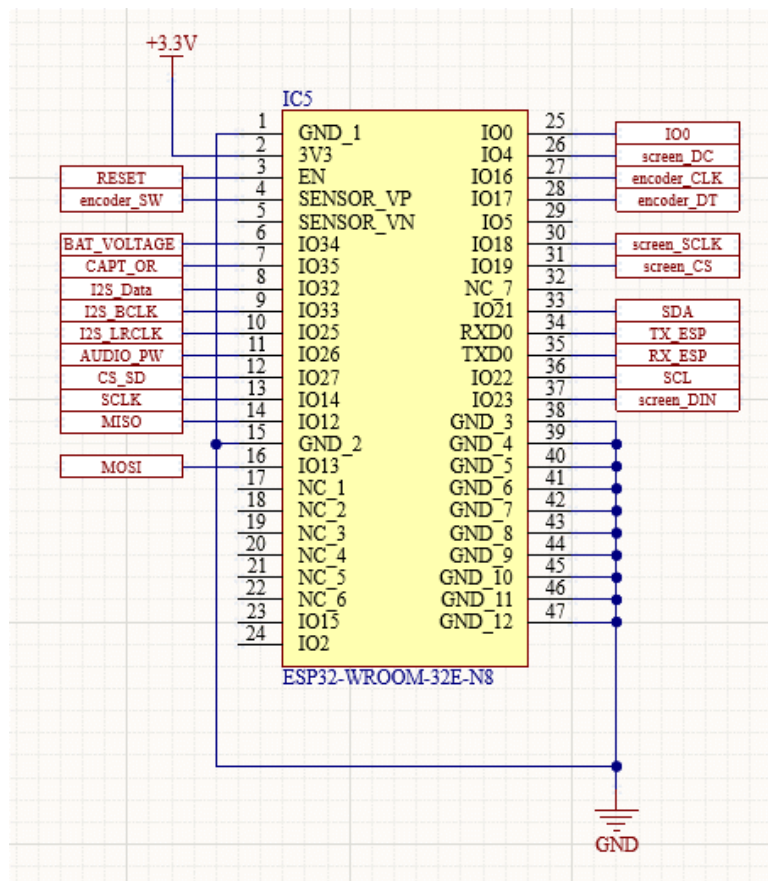 +3.3V
IC5
1 GND_1 IO0 25 IO0
2 3V3 IO4 26 screen_DC
RESET 3 EN IO16 27 encoder_CLK
encoder_SW 4 SENSOR_VP IO17 28 encoder_DT
5 SENSOR_VN IO5 29
BAT_VOLTAGE 6 IO34 IO18 30 screen_SCLK
CAPT_OR 7 IO35 IO19 31 screen_CS
I2S_Data 8 IO32 NC_7 32
I2S_BCLK 9 IO33 IO21 33 SDA
I2S_LRCLK 10 IO25 RXD0 34 TX_ESP
AUDIO_PW 11 IO26 TXD0 35 RX_ESP
CS_SD 12 IO27 IO22 36 SCL
SCLK 13 IO14 IO23 37 screen_DIN
MISO 14 IO12 GND_3 38
15 GND_2 GND_4 39
MOSI 16 IO13 GND_5 40
17 NC_1 GND_6 41
18 NC_2 GND_7 42
19 NC_3 GND_8 43
20 NC_4 GND_9 44
21 NC_5 GND_10 45
22 NC_6 GND_11 46
23 IO15 GND_12 47
24 IO2
ESP32-WROOM-32E-N8
GND